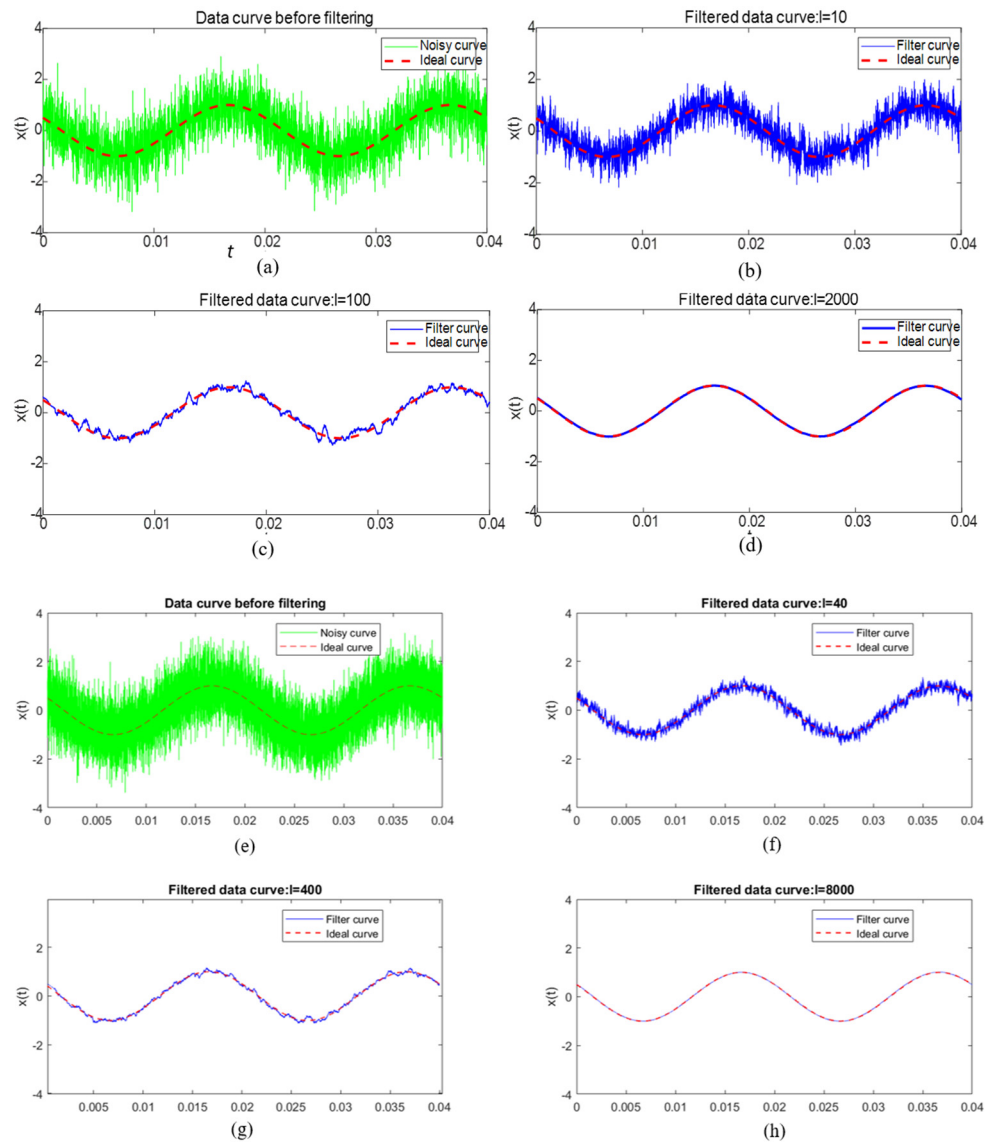 Data curve before filtering
4
2
0
-2
-4
x(t)
Noisy curve
Ideal curve
0
0.01
0.02
0.03
0.04
t
(a)
Filtered data curve:l=10
4
2
0
-2
-4
x(t)
Filter curve
Ideal curve
0
0.01
0.02
0.03
0.04
(b)
Filtered data curve:l=100
4
2
0
-2
-4
x(t)
Filter curve
Ideal curve
0
0.01
0.02
0.03
0.04
(c)
Filtered data curve:l=2000
4
2
0
-2
-4
x(t)
Filter curve
Ideal curve
0
0.01
0.02
0.03
0.04
(d)
Data curve before filtering
4
2
0
-2
-4
x(t)
Noisy curve
Ideal curve
0
0.005
0.01
0.015
0.02
0.025
0.03
0.035
0.04
(e)
Filtered data curve:l=40
4
2
0
-2
-4
x(t)
Filter curve
Ideal curve
0
0.005
0.01
0.015
0.02
0.025
0.03
0.035
0.04
(f)
Filtered data curve:l=400
2
0
-2
-4
x(t)
Filter curve
Ideal curve
0.005
0.01
0.015
0.02
0.025
0.03
0.035
0.04
(g)
Filtered data curve:l=8000
4
2
0
-2
-4
x(t)
Filter curve
Ideal curve
0
0.005
0.01
0.015
0.02
0.025
0.03
0.035
0.04
(h)